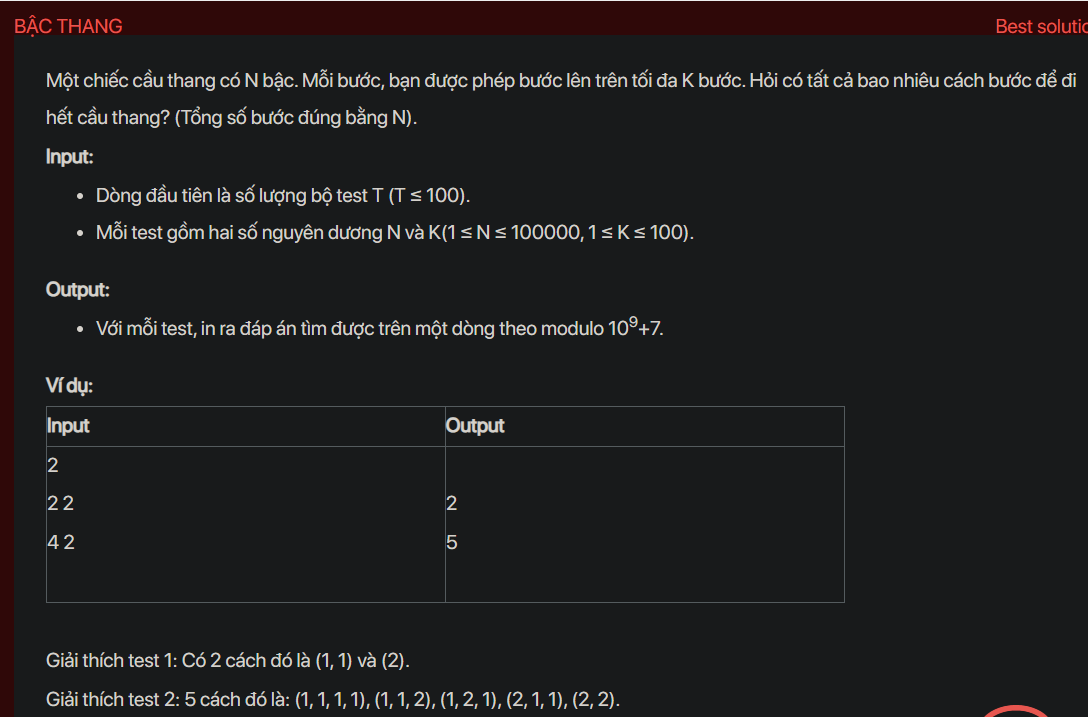 BẬC THANG
Best solutio
Một chiếc cầu thang có N bậc. Mỗi bước, bạn được phép bước lên trên tối đa K bước. Hỏi có tất cả bao nhiêu cách bước để đi
hết cầu thang? (Tổng số bước đúng bằng N).
Input:
• Dòng đầu tiên là số lượng bộ test T (T ≤ 100).
• Mỗi test gồm hai số nguyên dương N và K(1 ≤ N ≤ 100000, 1 ≤ K ≤ 100).
Output:
• Với mỗi test, in ra đáp án tìm được trên một dòng theo modulo 10⁹+7.
Ví dụ:
Input Output
2
2 2 2
4 2 5
Giải thích test 1: Có 2 cách đó là (1, 1) và (2).
Giải thích test 2: 5 cách đó là: (1, 1, 1, 1), (1, 1, 2), (1, 2, 1), (2, 1, 1), (2, 2).